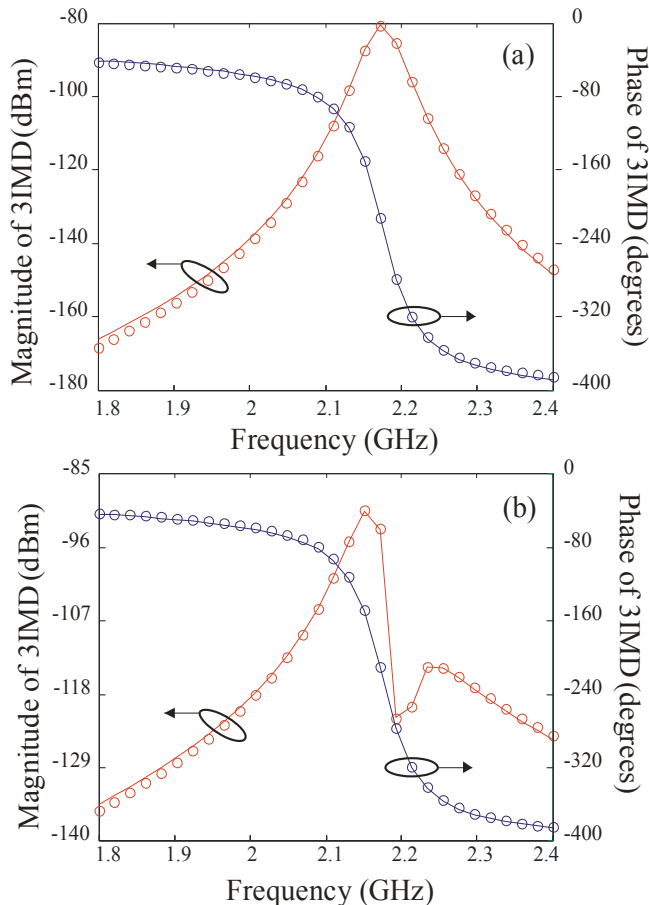 (a)
Magnitude of 3IMD (dBm)
-80
-100
-120
-140
-160
-180
0
-80
-160
-240
-320
-400
Phase of 3IMD (degrees)
1.8 1.9 2 2.1 2.2 2.3 2.4
Frequency (GHz)
(b)
Magnitude of 3IMD (dBm)
-85
-96
-107
-118
-129
-140
0
-80
-160
-240
-320
-400
Phase of 3IMD (degrees)
1.8 1.9 2 2.1 2.2 2.3 2.4
Frequency (GHz)